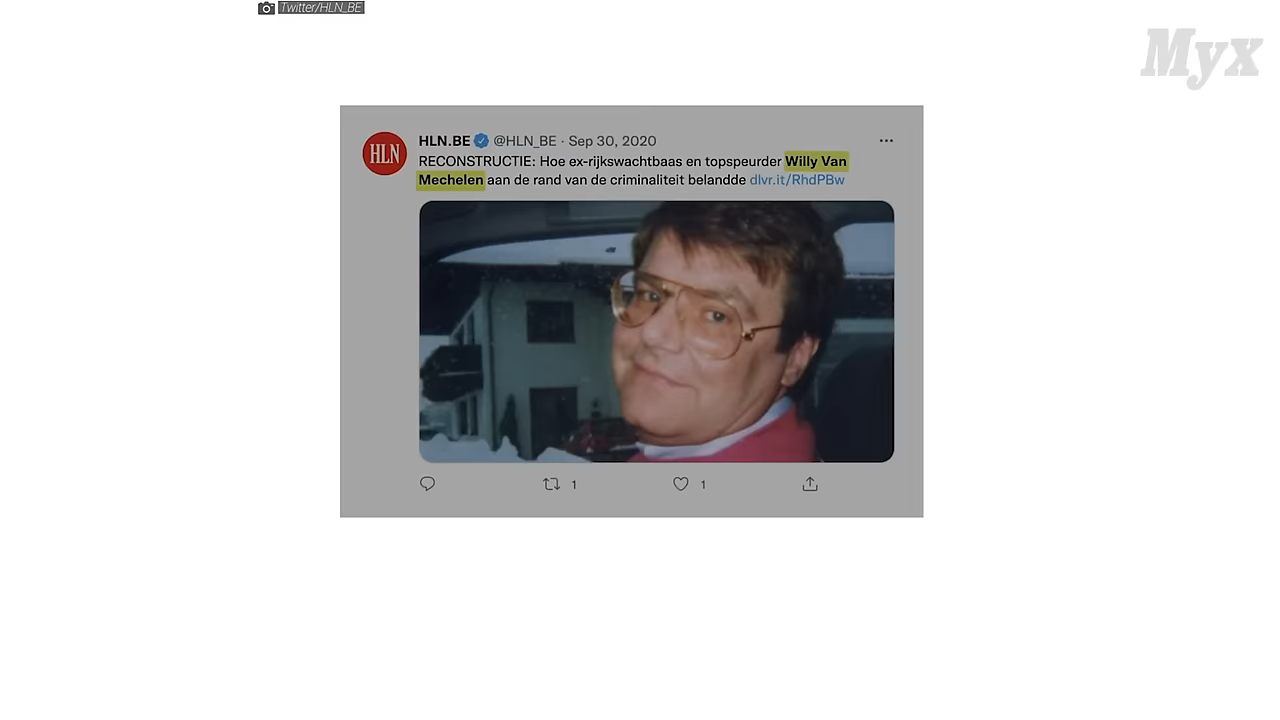 Twitter/HLN_BE
Myx
HLN
HLN.BE @HLN_BE · Sep 30, 2020
RECONSTRUCTIE: Hoe ex-rijkswachtbaas en topspeurder Willy Van
Mechelen aan de rand van de criminaliteit belandde dlvr.it/RhdPBw
1 1